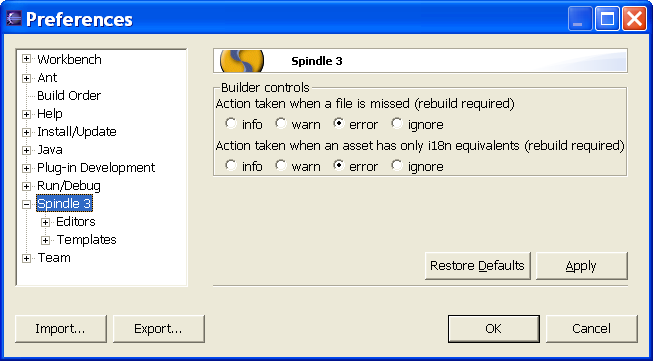 Preferences
Workbench
Ant
Build Order
Help
Install/Update
Java
Plug-in Development
Run/Debug
Spindle 3
Editors
Templates
Team
Spindle 3
Builder controls
Action taken when a file is missed (rebuild required)
info warn error ignore
Action taken when an asset has only i18n equivalents (rebuild required)
info warn error ignore
Restore Defaults Apply
Import... Export... OK Cancel